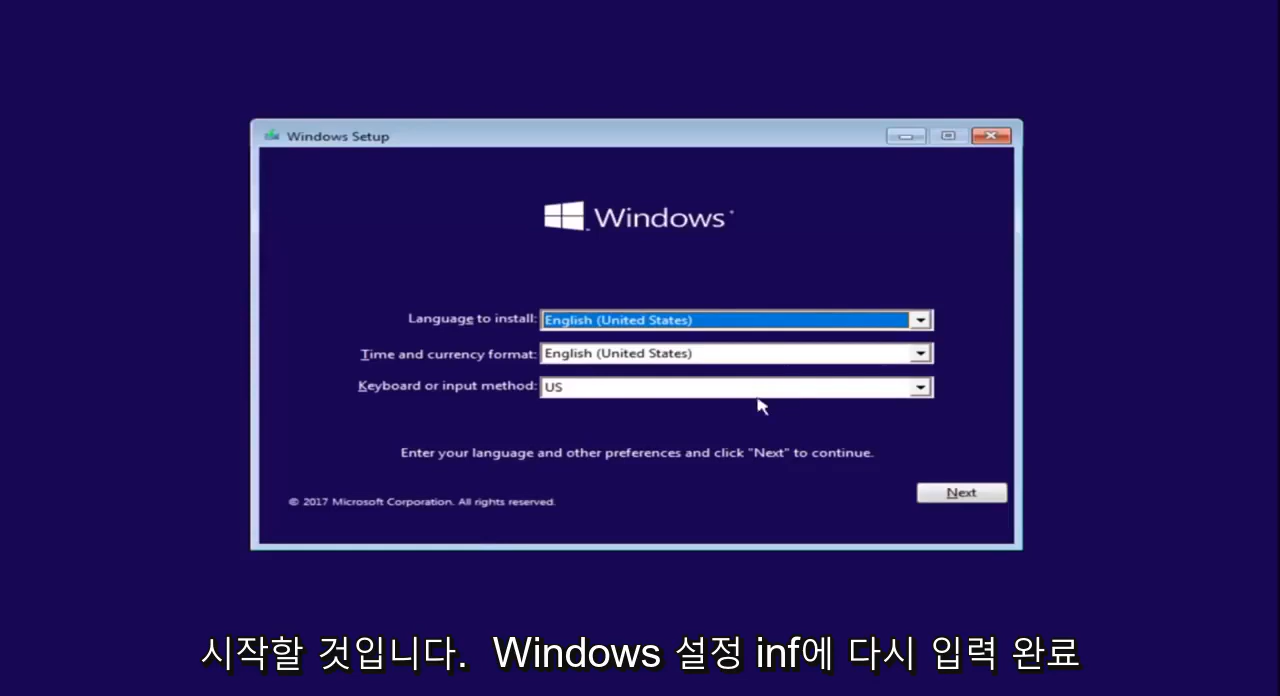 Windows Setup
Windows
Language to install: English (United States)
Time and currency format: English (United States)
Keyboard or input method: US
Enter your language and other preferences and click "Next" to continue.
© 2017 Microsoft Corporation. All rights reserved.
Next
시작할 것입니다.  Windows 설정 inf에 다시 입력 완료